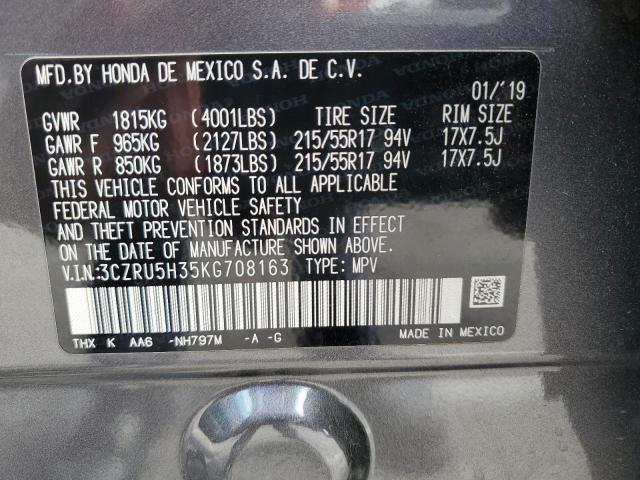 MFD.BY HONDA DE MEXICO S.A. DE C.V.
01/'19
GVWR 1815KG (4001LBS) TIRE SIZE RIM SIZE
GAWR F 965KG (2127LBS) 215/55R17 94V 17X7.5J
GAWR R 850KG (1873LBS) 215/55R17 94V 17X7.5J
THIS VEHICLE CONFORMS TO ALL APPLICABLE
FEDERAL MOTOR VEHICLE SAFETY
AND THEFT PREVENTION STANDARDS IN EFFECT
ON THE DATE OF MANUFACTURE SHOWN ABOVE.
V.I.N.:3CZRU5H35KG708163 TYPE: MPV
THX K AA6 -NH797M -A -G
MADE IN MEXICO